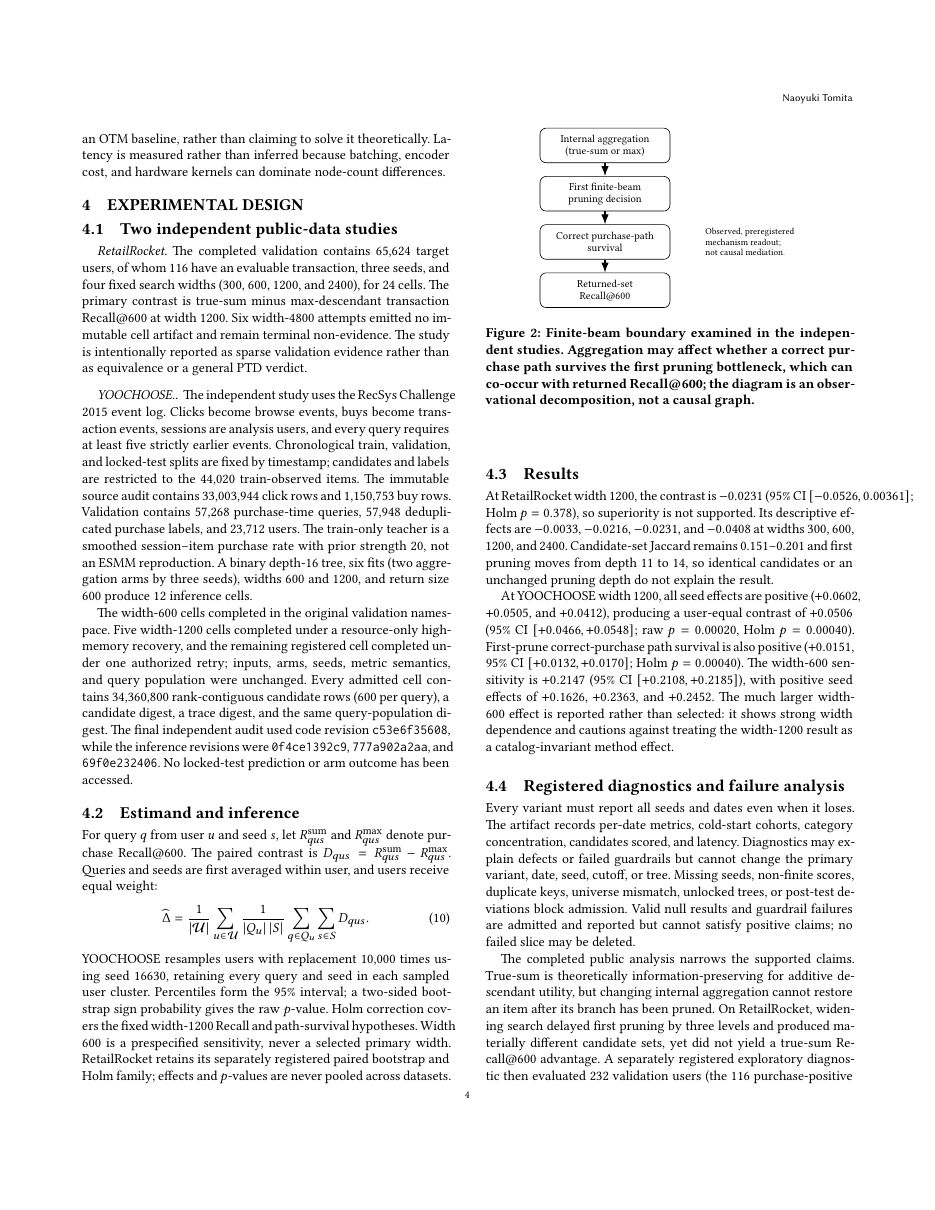 Naoyuki Tomita
an OTM baseline, rather than claiming to solve it theoretically. La-
tency is measured rather than inferred because batching, encoder
cost, and hardware kernels can dominate node-count differences.
4 EXPERIMENTAL DESIGN
4.1 Two independent public-data studies
RetailRocket. The completed validation contains 65,624 target
users, of whom 116 have an evaluable transaction, three seeds, and
four fixed search widths (300, 600, 1200, and 2400), for 24 cells. The
primary contrast is true-sum minus max-descendant transaction
Recall@600 at width 1200. Six width-4800 attempts emitted no im-
mutable cell artifact and remain terminal non-evidence. The study
is intentionally reported as sparse validation evidence rather than
as equivalence or a general PTD verdict.
YOOCHOOSE.. The independent study uses the RecSys Challenge
2015 event log. Clicks become browse events, buys become trans-
action events, sessions are analysis users, and every query requires
at least five strictly earlier events. Chronological train, validation,
and locked-test splits are fixed by timestamp; candidates and labels
are restricted to the 44,020 train-observed items. The immutable
source audit contains 33,003,944 click rows and 1,150,753 buy rows.
Validation contains 57,268 purchase-time queries, 57,948 dedupli-
cated purchase labels, and 23,712 users. The train-only teacher is a
smoothed session–item purchase rate with prior strength 20, not
an ESMM reproduction. A binary depth-16 tree, six fits (two aggre-
gation arms by three seeds), widths 600 and 1200, and return size
600 produce 12 inference cells.
The width-600 cells completed in the original validation names-
pace. Five width-1200 cells completed under a resource-only high-
memory recovery, and the remaining registered cell completed un-
der one authorized retry; inputs, arms, seeds, metric semantics,
and query population were unchanged. Every admitted cell con-
tains 34,360,800 rank-contiguous candidate rows (600 per query), a
candidate digest, a trace digest, and the same query-population di-
gest. The final independent audit used code revision c53e6f35608,
while the inference revisions were 0f4ce1392c9, 777a902a2aa, and
69f0e232406. No locked-test prediction or arm outcome has been
accessed.
4.2 Estimand and inference
For query q from user u and seed s, let R^sum_qus and R^max_qus denote pur-
chase Recall@600. The paired contrast is D_qus = R^sum_qus − R^max_qus.
Queries and seeds are first averaged within user, and users receive
equal weight:
Δ̂ = 1/|𝒰| ∑_{u∈𝒰} 1/(|Q_u| |S|) ∑_{q∈Q_u} ∑_{s∈S} D_qus. (10)
YOOCHOOSE resamples users with replacement 10,000 times us-
ing seed 16630, retaining every query and seed in each sampled
user cluster. Percentiles form the 95% interval; a two-sided boot-
strap sign probability gives the raw p-value. Holm correction cov-
ers the fixed width-1200 Recall and path-survival hypotheses. Width
600 is a prespecified sensitivity, never a selected primary width.
RetailRocket retains its separately registered paired bootstrap and
Holm family; effects and p-values are never pooled across datasets.
Internal aggregation
(true-sum or max)
First finite-beam
pruning decision
Correct purchase-path
survival
Returned-set
Recall@600
Observed, preregistered
mechanism readout;
not causal mediation.
Figure 2: Finite-beam boundary examined in the indepen-
dent studies. Aggregation may affect whether a correct pur-
chase path survives the first pruning bottleneck, which can
co-occur with returned Recall@600; the diagram is an obser-
vational decomposition, not a causal graph.
4.3 Results
At RetailRocket width 1200, the contrast is −0.0231 (95% CI [−0.0526, 0.00361];
Holm p = 0.378), so superiority is not supported. Its descriptive ef-
fects are −0.0033, −0.0216, −0.0231, and −0.0408 at widths 300, 600,
1200, and 2400. Candidate-set Jaccard remains 0.151–0.201 and first
pruning moves from depth 11 to 14, so identical candidates or an
unchanged pruning depth do not explain the result.
At YOOCHOOSE width 1200, all seed effects are positive (+0.0602,
+0.0505, and +0.0412), producing a user-equal contrast of +0.0506
(95% CI [+0.0466, +0.0548]; raw p = 0.00020, Holm p = 0.00040).
First-prune correct-purchase path survival is also positive (+0.0151,
95% CI [+0.0132, +0.0170]; Holm p = 0.00040). The width-600 sen-
sitivity is +0.2147 (95% CI [+0.2108, +0.2185]), with positive seed
effects of +0.1626, +0.2363, and +0.2452. The much larger width-
600 effect is reported rather than selected: it shows strong width
dependence and cautions against treating the width-1200 result as
a catalog-invariant method effect.
4.4 Registered diagnostics and failure analysis
Every variant must report all seeds and dates even when it loses.
The artifact records per-date metrics, cold-start cohorts, category
concentration, candidates scored, and latency. Diagnostics may ex-
plain defects or failed guardrails but cannot change the primary
variant, date, seed, cutoff, or tree. Missing seeds, non-finite scores,
duplicate keys, universe mismatch, unlocked trees, or post-test de-
viations block admission. Valid null results and guardrail failures
are admitted and reported but cannot satisfy positive claims; no
failed slice may be deleted.
The completed public analysis narrows the supported claims.
True-sum is theoretically information-preserving for additive de-
scendant utility, but changing internal aggregation cannot restore
an item after its branch has been pruned. On RetailRocket, widen-
ing search delayed first pruning by three levels and produced ma-
terially different candidate sets, yet did not yield a true-sum Re-
call@600 advantage. A separately registered exploratory diagnos-
tic then evaluated 232 validation users (the 116 purchase-positive
4